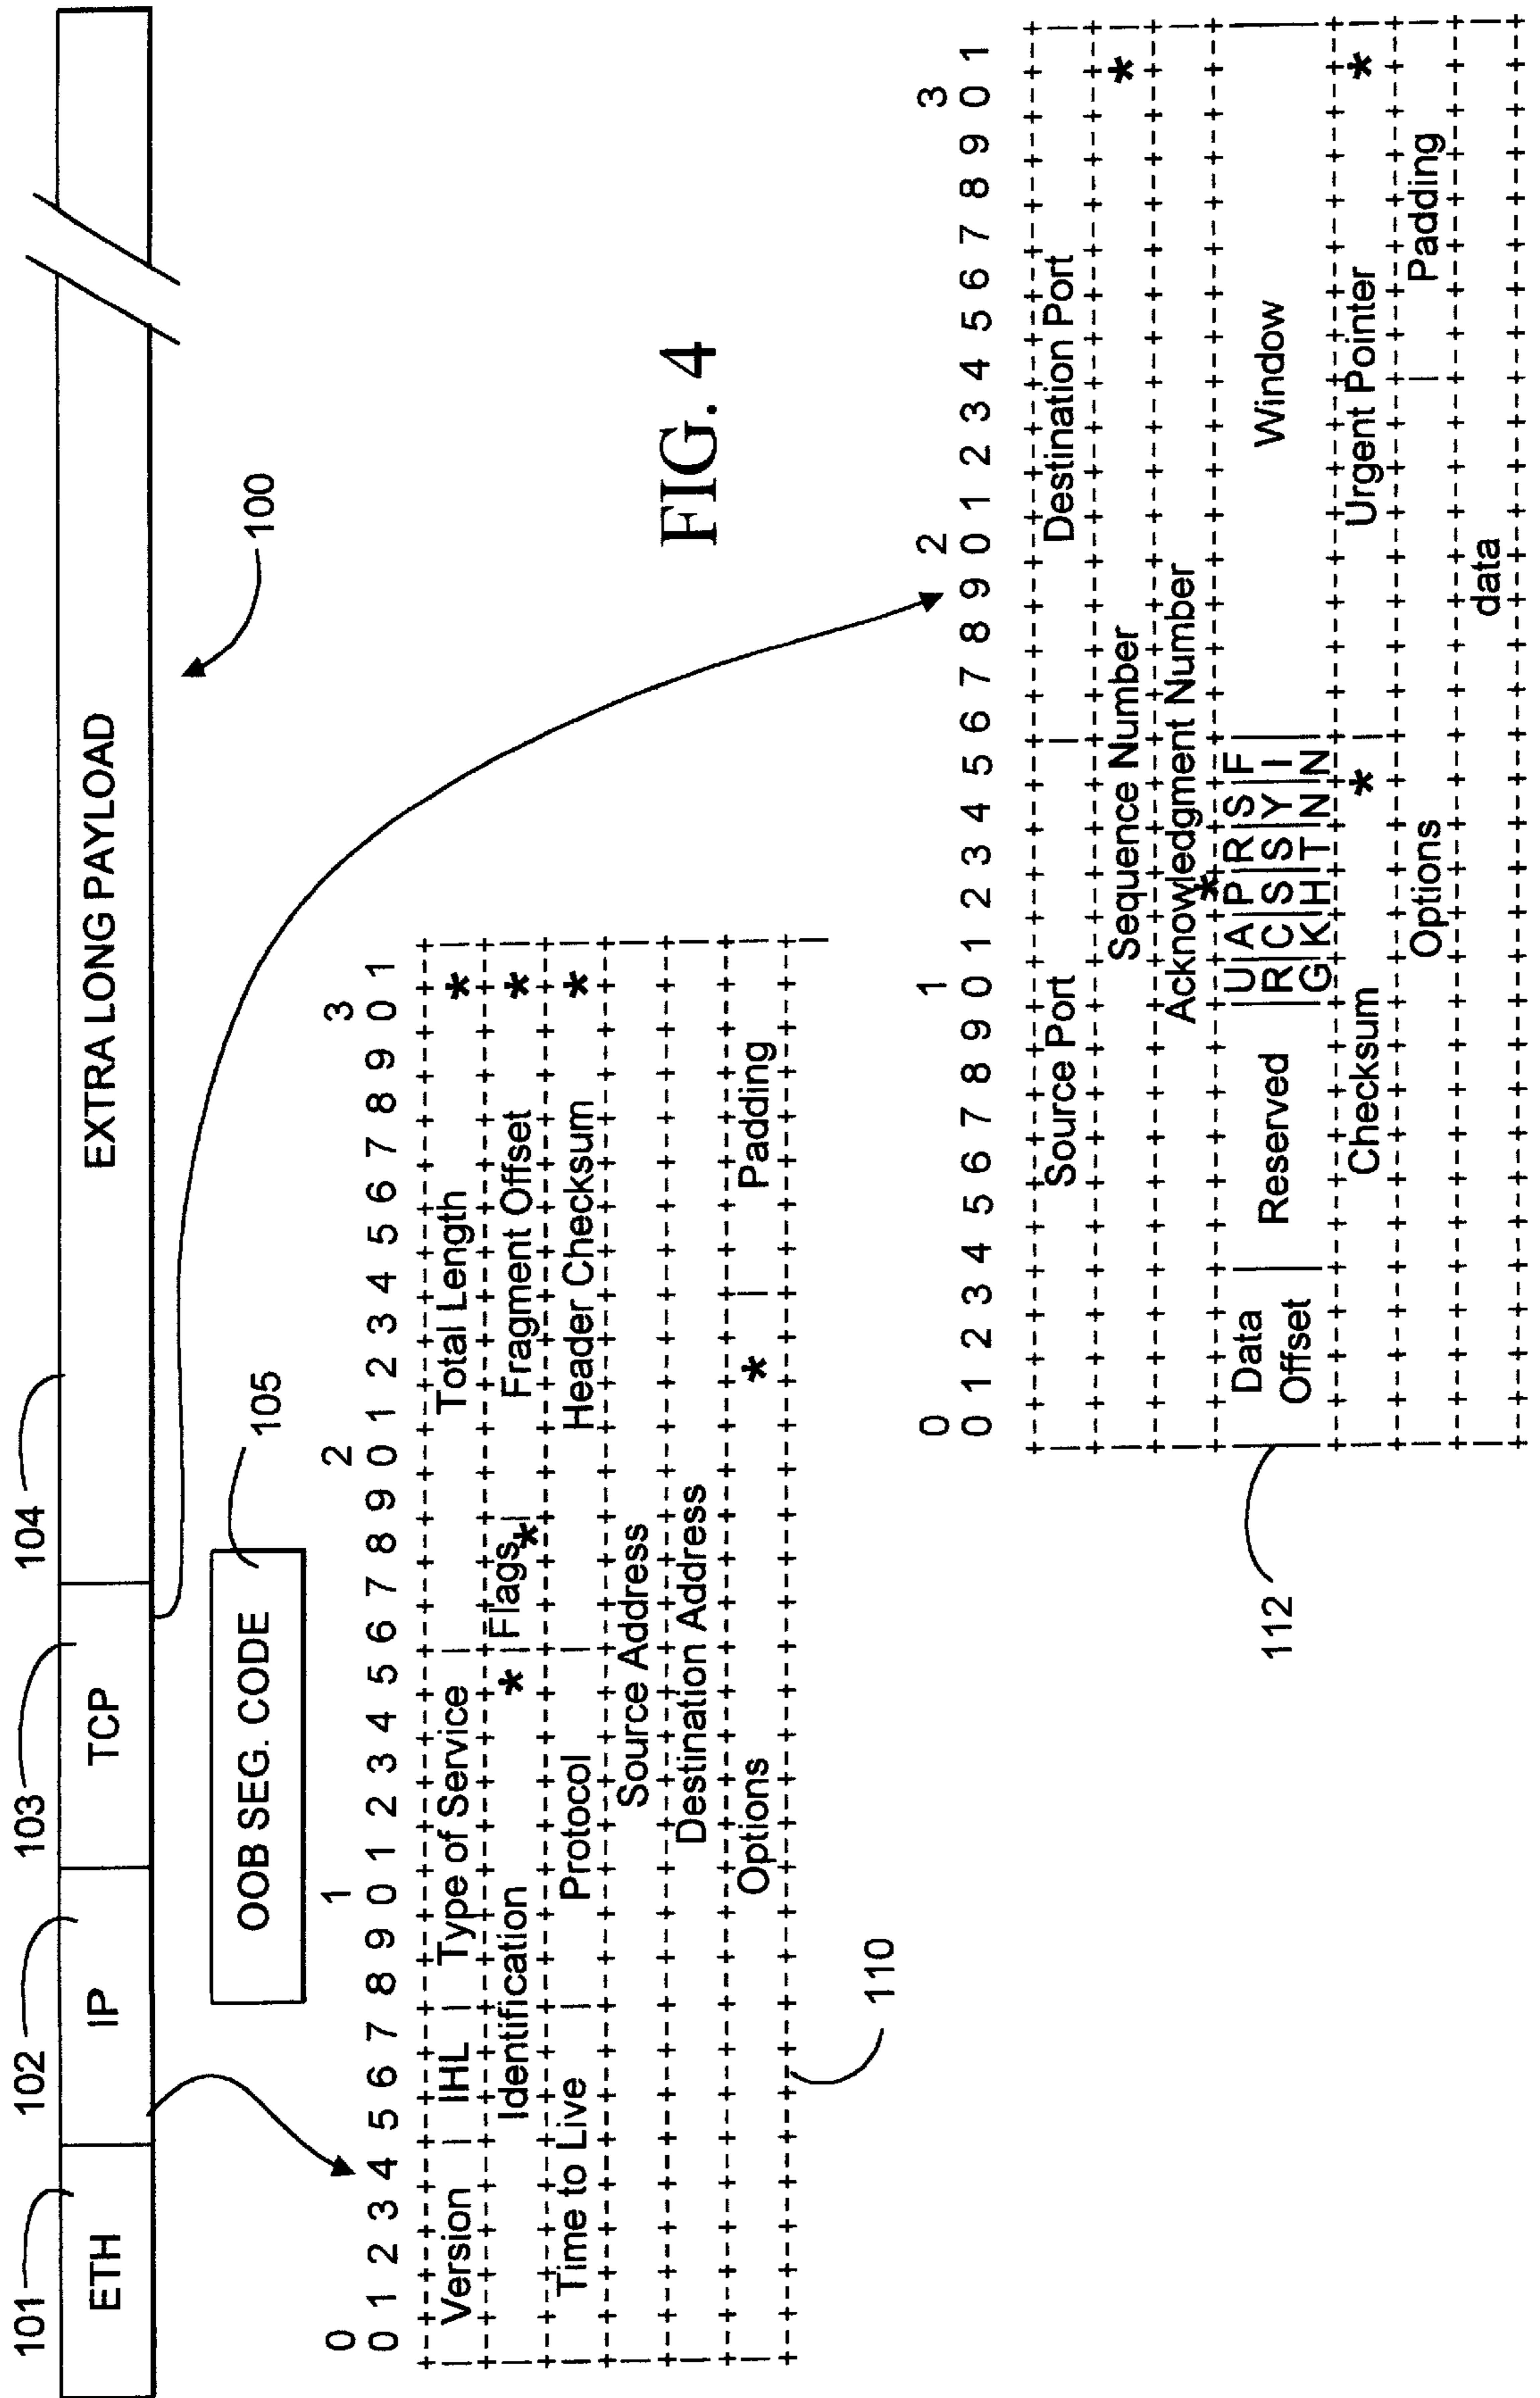 101 102 103 104
ETH IP TCP EXTRA LONG PAYLOAD
OOB SEG. CODE 105
100
FIG. 4
0 1 2 3
0 1 2 3 4 5 6 7 8 9 0 1 2 3 4 5 6 7 8 9 0 1 2 3 4 5 6 7 8 9 0 1
|Version | IHL | Type of Service | Total Length * |
| Identification * |Flags* | Fragment Offset * |
| Time to Live | Protocol | Header Checksum * |
| Source Address |
| Destination Address |
| Options * | Padding |
110
0 1 2 3
0 1 2 3 4 5 6 7 8 9 0 1 2 3 4 5 6 7 8 9 0 1 2 3 4 5 6 7 8 9 0 1
| Source Port | Destination Port |
| Sequence Number * |
| Acknowledgment Number |
| Data | Reserved |U|A|P*|R|S|F| Window |
| Offset | |R|C|S|S|Y|I| |
| | |G|K|H|T|N|N| |
| Checksum * | Urgent Pointer * |
| Options | Padding |
| data |
112